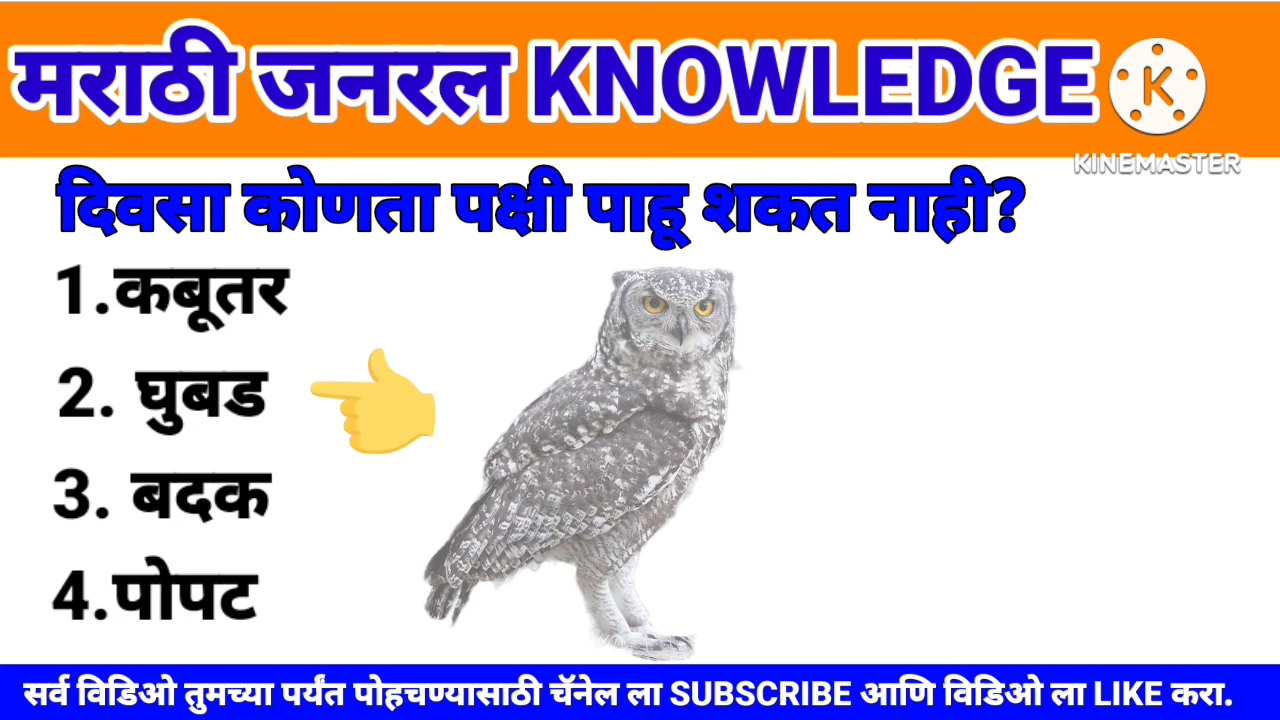 मराठी जनरल KNOWLEDGE
K
KINEMASTER
दिवसा कोणता पक्षी पाहू शकत नाही?
1.कबूतर
2. घुबड
3. बदक
4.पोपट
सर्व विडिओ तुमच्या पर्यंत पोहचण्यासाठी चॅनेल ला SUBSCRIBE आणि विडिओ ला LIKE करा.